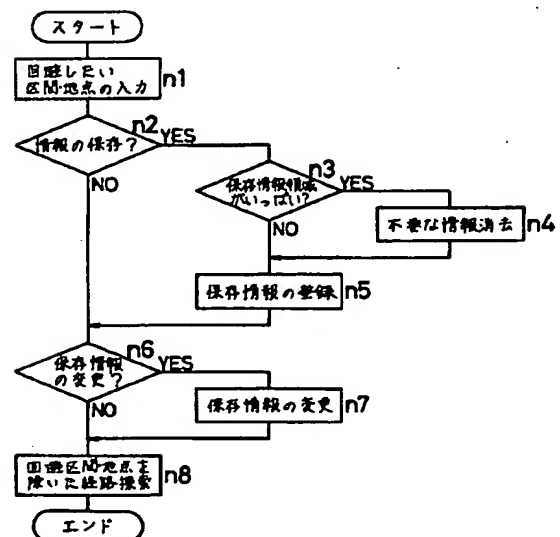 スタート
回避したい
区間・地点の入力
n1
n2
情報の保存?
YES
NO
n3
保存情報領域
がいっぱい?
YES
NO
不要な情報消去
n4
保存情報の登録
n5
n6
保存情報
の変更?
YES
NO
保存情報の変更
n7
回避区間・地点を
除いた経路探索
n8
エンド